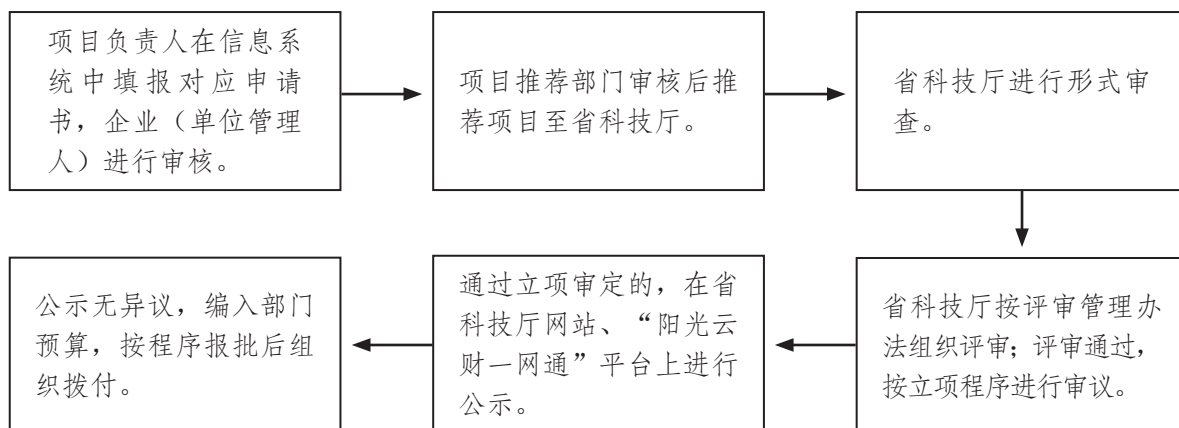 项目负责人在信息系
统中填报对应申请
书，企业（单位管理
人）进行审核。
项目推荐部门审核后推
荐项目至省科技厅。
省科技厅进行形式审
查。
省科技厅按评审管理办
法组织评审；评审通过，
按立项程序进行审议。
通过立项审定的，在省
科技厅网站、“阳光云
财一网通”平台上进行
公示。
公示无异议，编入部门
预算，按程序报批后组
织拨付。